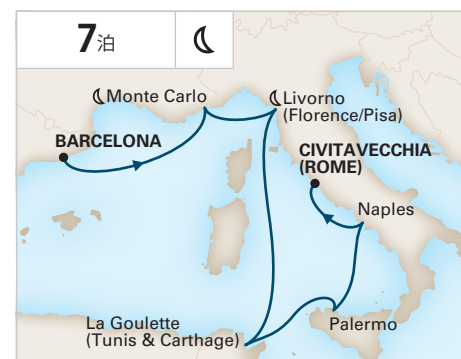 7泊
Monte Carlo
Livorno
(Florence/Pisa)
BARCELONA
CIVITAVECCHIA
(ROME)
Naples
La Goulette
(Tunis & Carthage)
Palermo